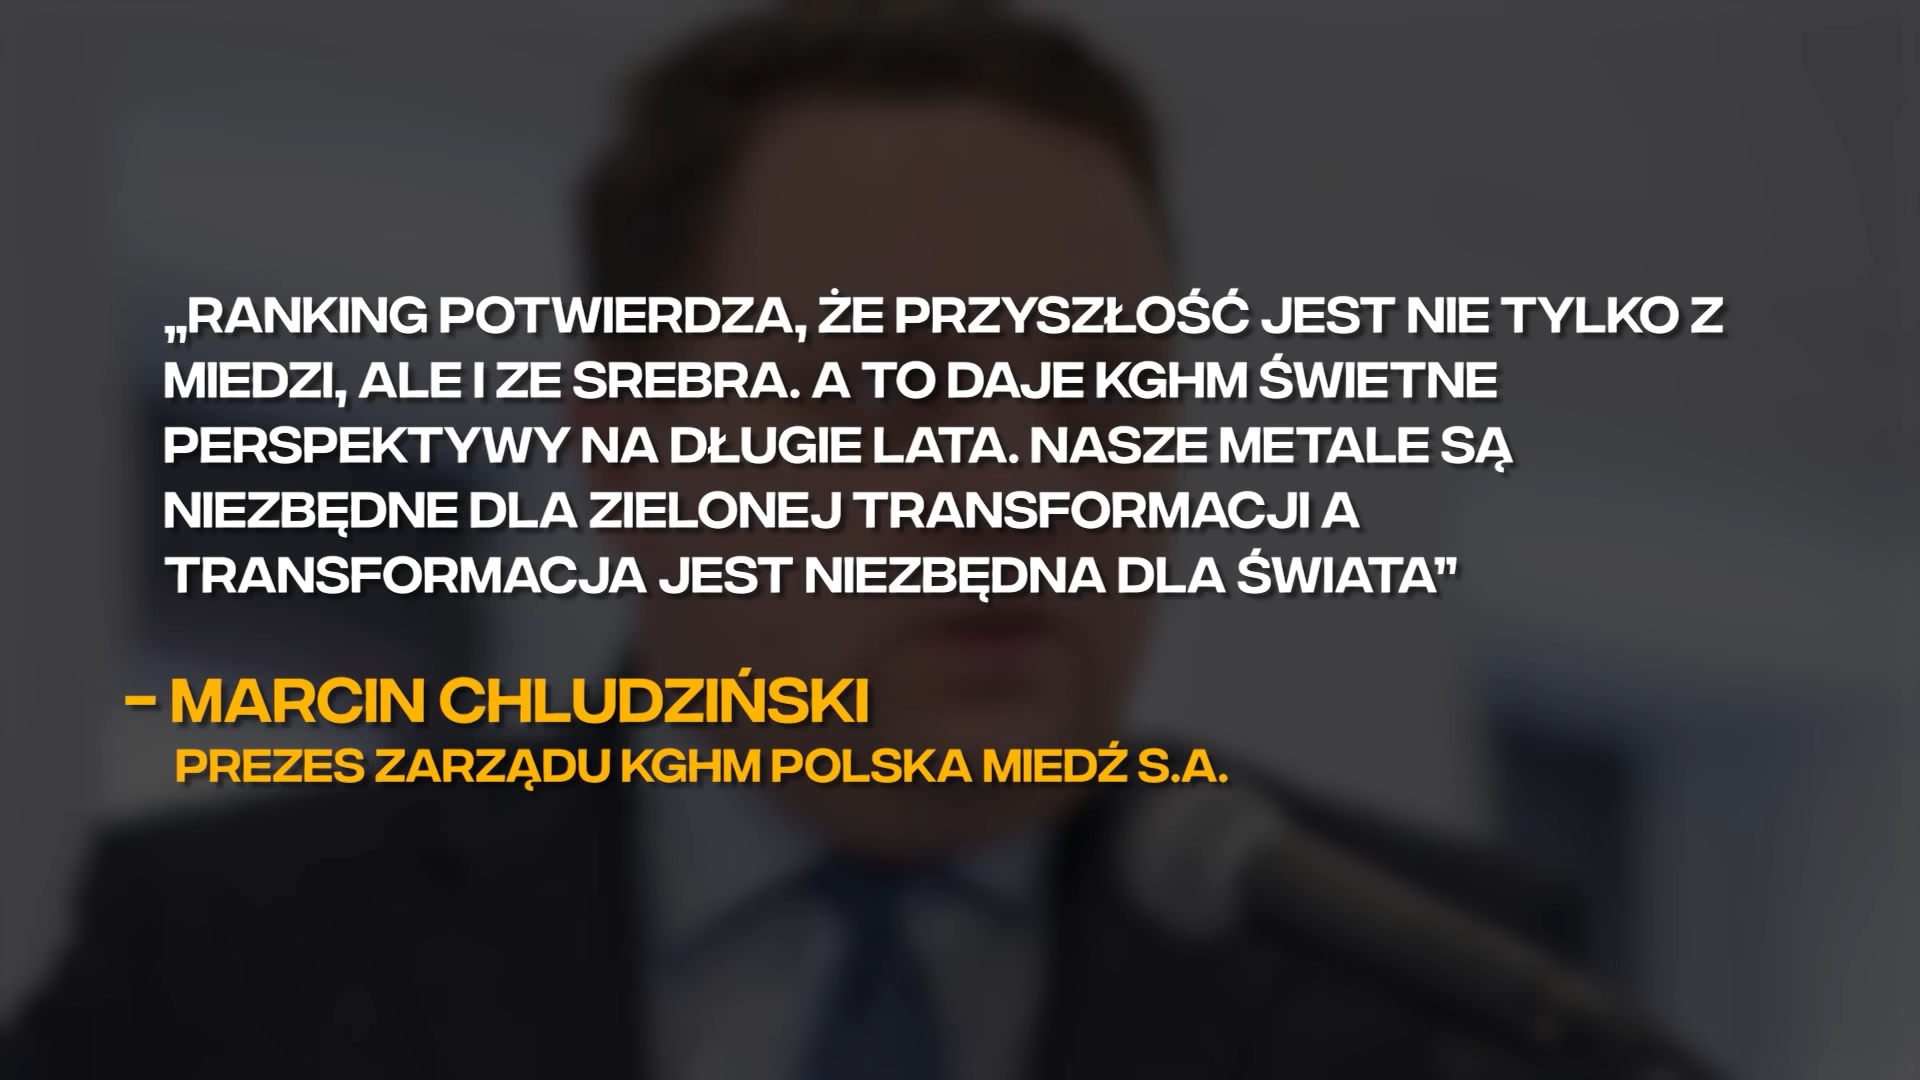 „RANKING POTWIERDZA, ŻE PRZYSZŁOŚĆ JEST NIE TYLKO Z
MIEDZI, ALE I ZE SREBRA. A TO DAJE KGHM ŚWIETNE
PERSPEKTYWY NA DŁUGIE LATA. NASZE METALE SĄ
NIEZBĘDNE DLA ZIELONEJ TRANSFORMACJI A
TRANSFORMACJA JEST NIEZBĘDNA DLA ŚWIATA”
– MARCIN CHLUDZIŃSKI
PREZES ZARZĄDU KGHM POLSKA MIEDŹ S.A.